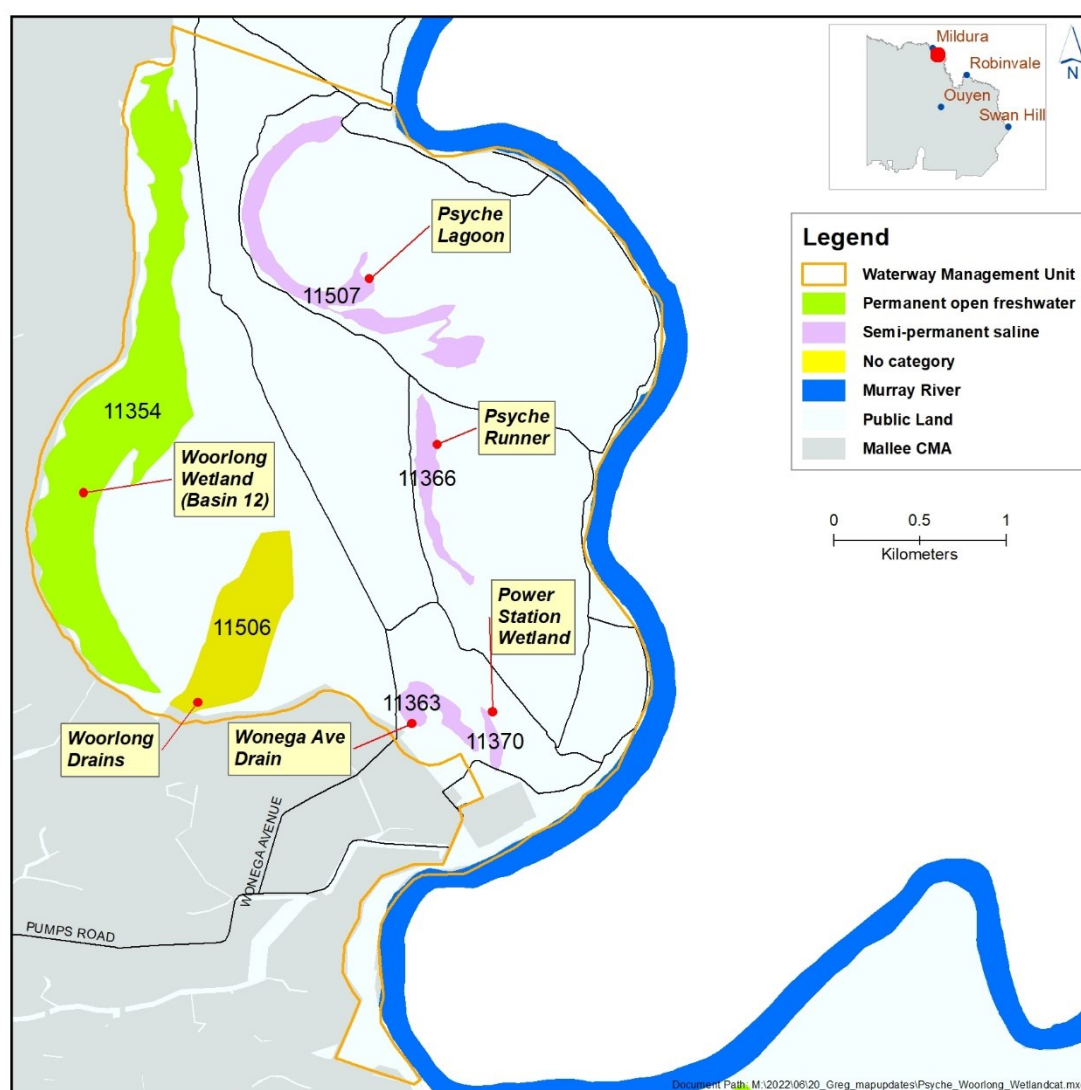 Mildura
Robinvale
Ouyen
Swan Hill
N
Psyche
Lagoon
11507
Legend
Waterway Management Unit
Permanent open freshwater
Semi-permanent saline
No category
Murray River
Public Land
Mallee CMA
11354
Psyche
Runner
11366
Woorlong
Wetland
(Basin 12)
0 0.5 1
Kilometers
Power
Station
Wetland
11506
11363
11370
Woorlong
Drains
Wonega Ave
Drain
WONEGA AVENUE
PUMPS ROAD
Document Path: M:\2022\06\20_Greg_mapupdates\Psyche_Woorlong_Wetlandcat.mx